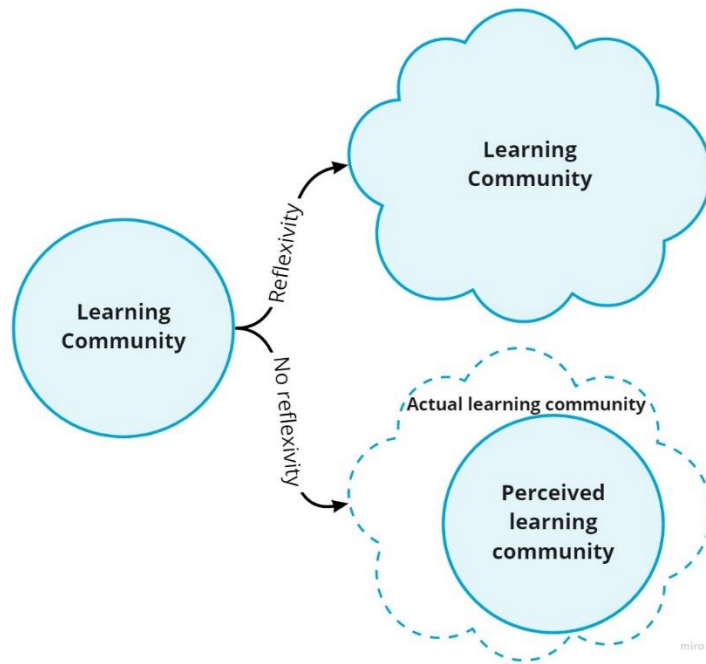 Learning
Community
Reflexivity
Learning
Community
No reflexivity
Actual learning community
Perceived
learning
community
miro